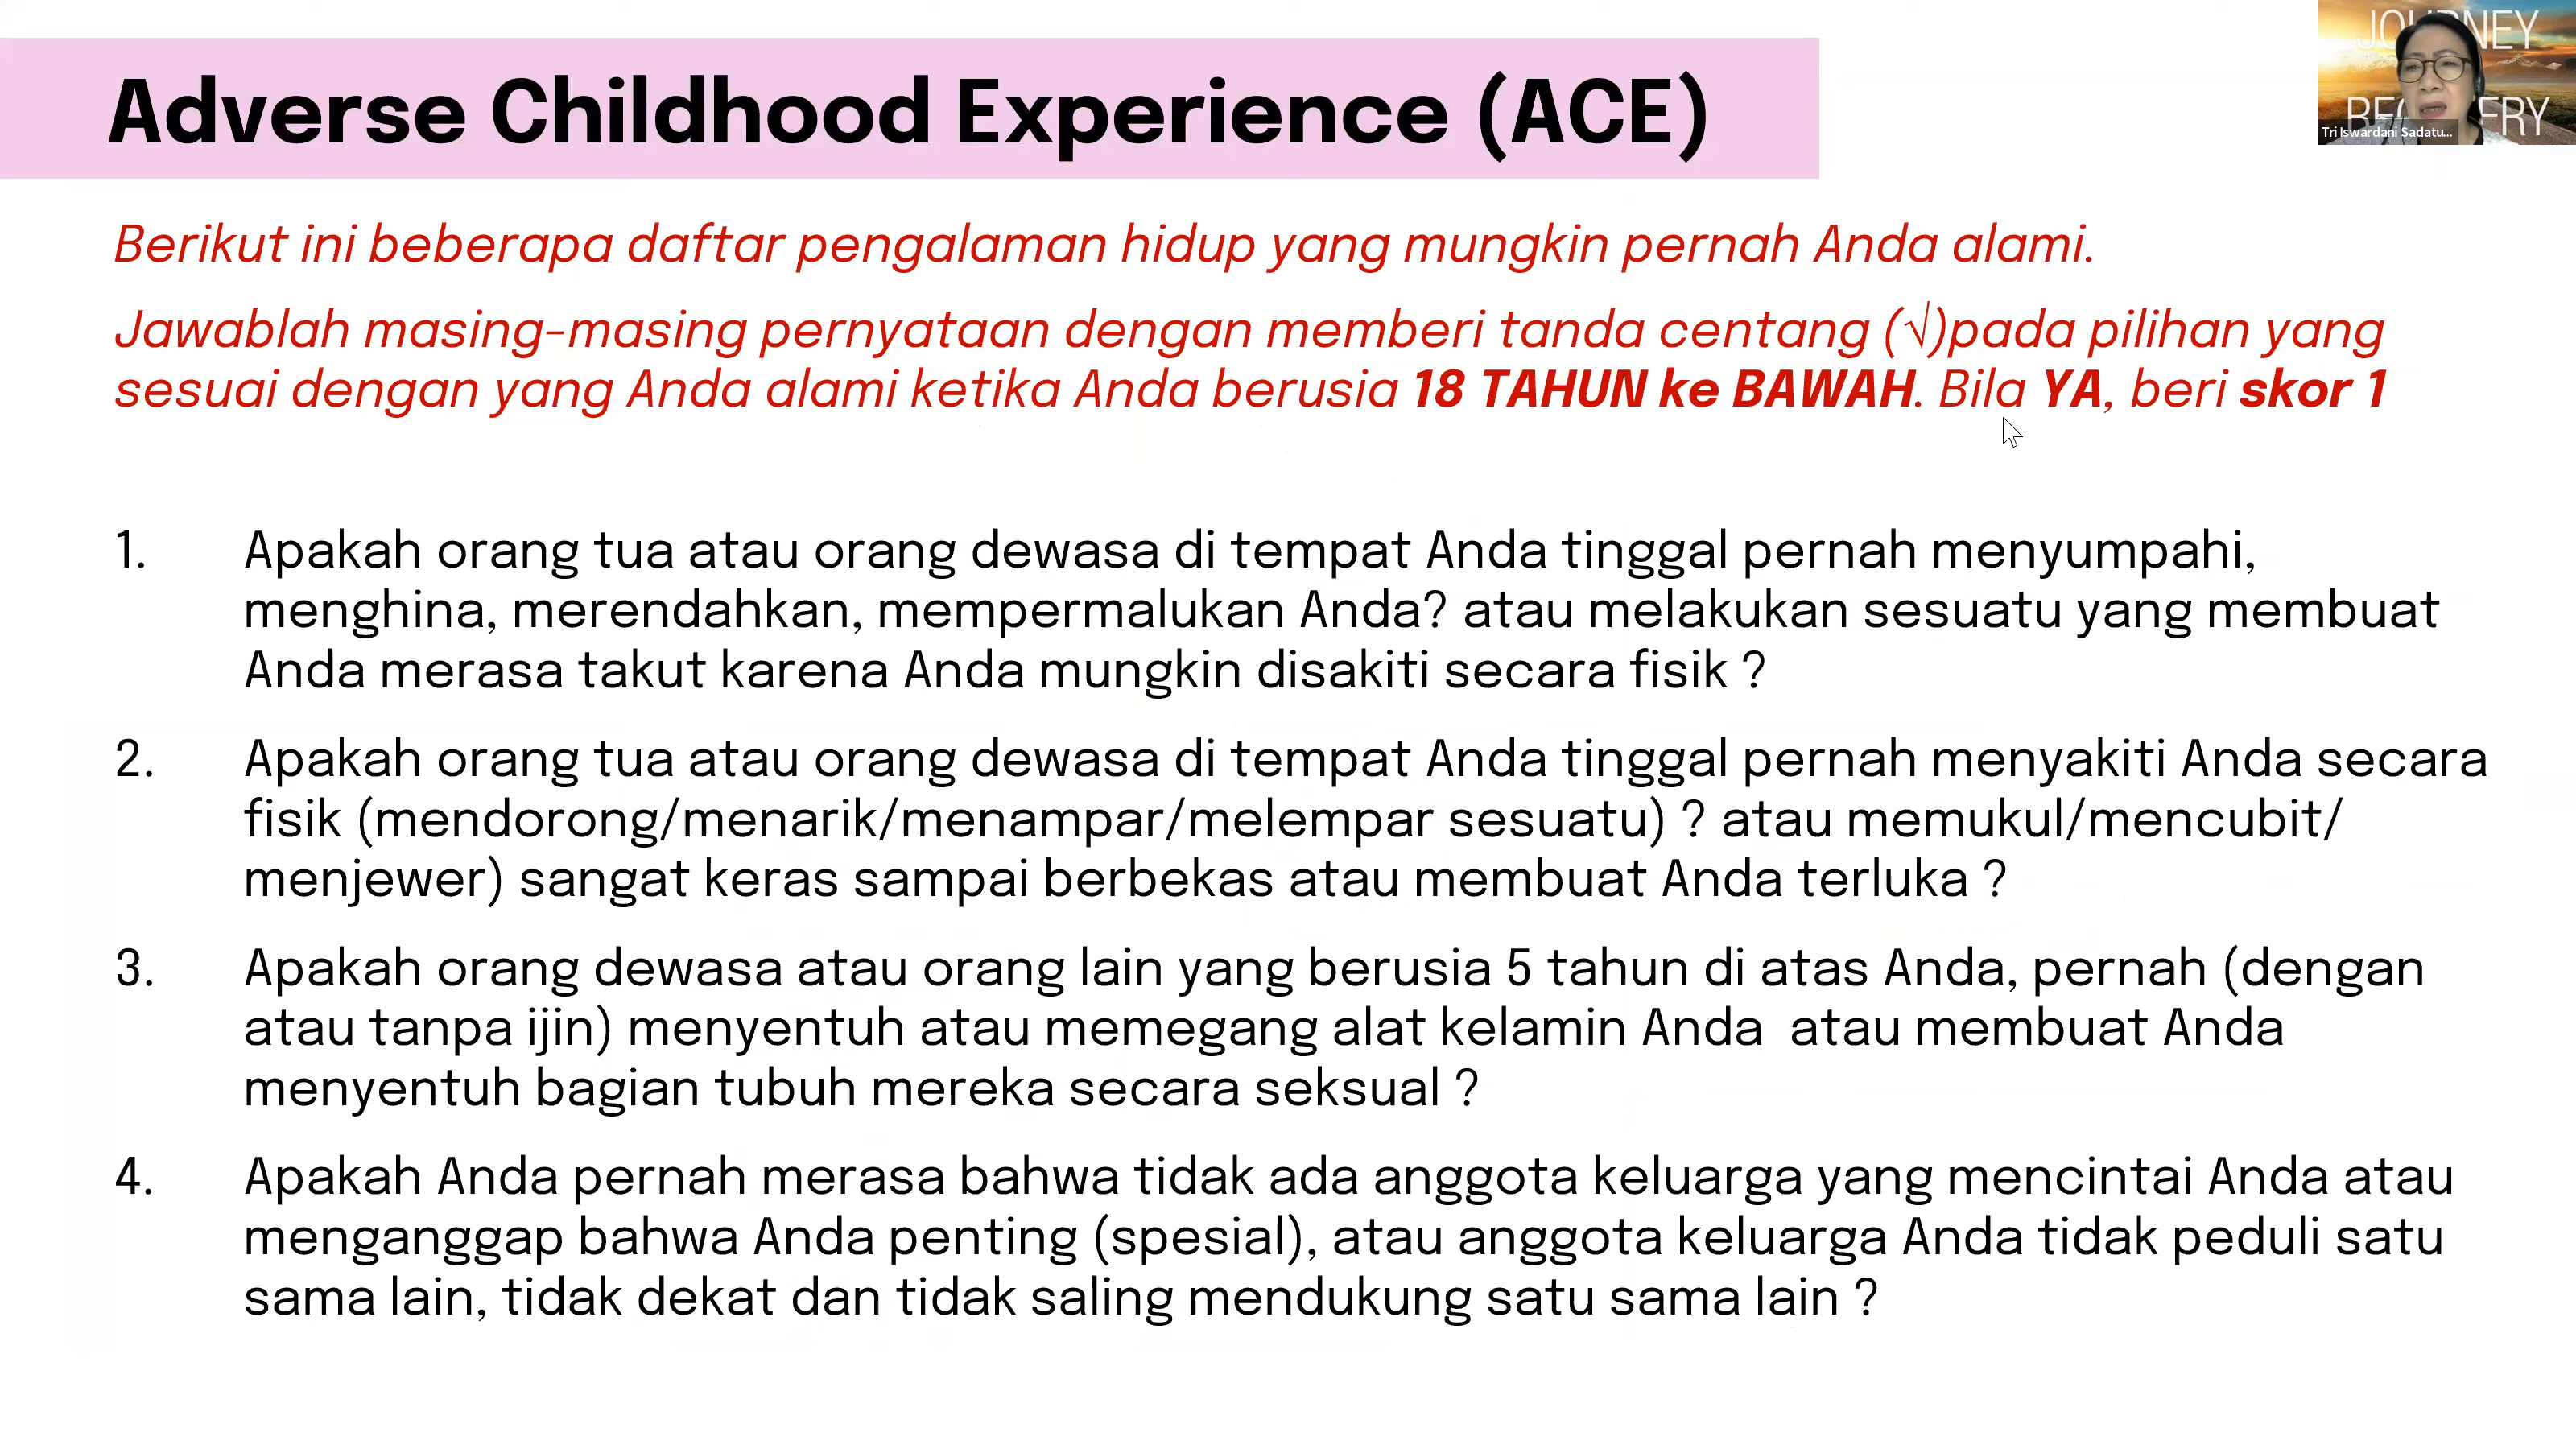 Adverse Childhood Experience (ACE)
JOURNEY
RECOVERY
Tri Iswardani Sadatu...
Berikut ini beberapa daftar pengalaman hidup yang mungkin pernah Anda alami.
Jawablah masing-masing pernyataan dengan memberi tanda centang (√)pada pilihan yang
sesuai dengan yang Anda alami ketika Anda berusia 18 TAHUN ke BAWAH. Bila YA, beri skor 1
1. Apakah orang tua atau orang dewasa di tempat Anda tinggal pernah menyumpahi,
menghina, merendahkan, mempermalukan Anda? atau melakukan sesuatu yang membuat
Anda merasa takut karena Anda mungkin disakiti secara fisik ?
2. Apakah orang tua atau orang dewasa di tempat Anda tinggal pernah menyakiti Anda secara
fisik (mendorong/menarik/menampar/melempar sesuatu) ? atau memukul/mencubit/
menjewer) sangat keras sampai berbekas atau membuat Anda terluka ?
3. Apakah orang dewasa atau orang lain yang berusia 5 tahun di atas Anda, pernah (dengan
atau tanpa ijin) menyentuh atau memegang alat kelamin Anda  atau membuat Anda
menyentuh bagian tubuh mereka secara seksual ?
4. Apakah Anda pernah merasa bahwa tidak ada anggota keluarga yang mencintai Anda atau
menganggap bahwa Anda penting (spesial), atau anggota keluarga Anda tidak peduli satu
sama lain, tidak dekat dan tidak saling mendukung satu sama lain ?